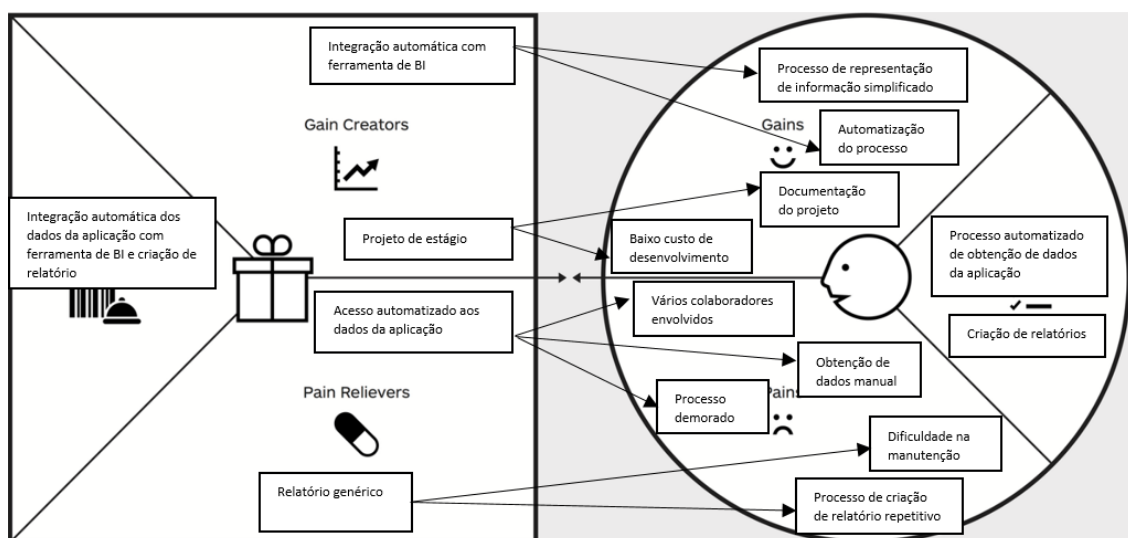 Integração automática com
ferramenta de BI
Gain Creators
Integração automática dos
dados da aplicação com
ferramenta de BI e criação de
relatório
Projeto de estágio
Acesso automatizado aos
dados da aplicação
Pain Relievers
Relatório genérico
Processo de representação
de informação simplificado
Gains
Automatização
do processo
Documentação
do projeto
Baixo custo de
desenvolvimento
Processo automatizado
de obtenção de dados
da aplicação
Vários colaboradores
envolvidos
Criação de relatórios
Obtenção de
dados manual
Processo
demorado
Pains
Dificuldade na
manutenção
Processo de criação
de relatório repetitivo